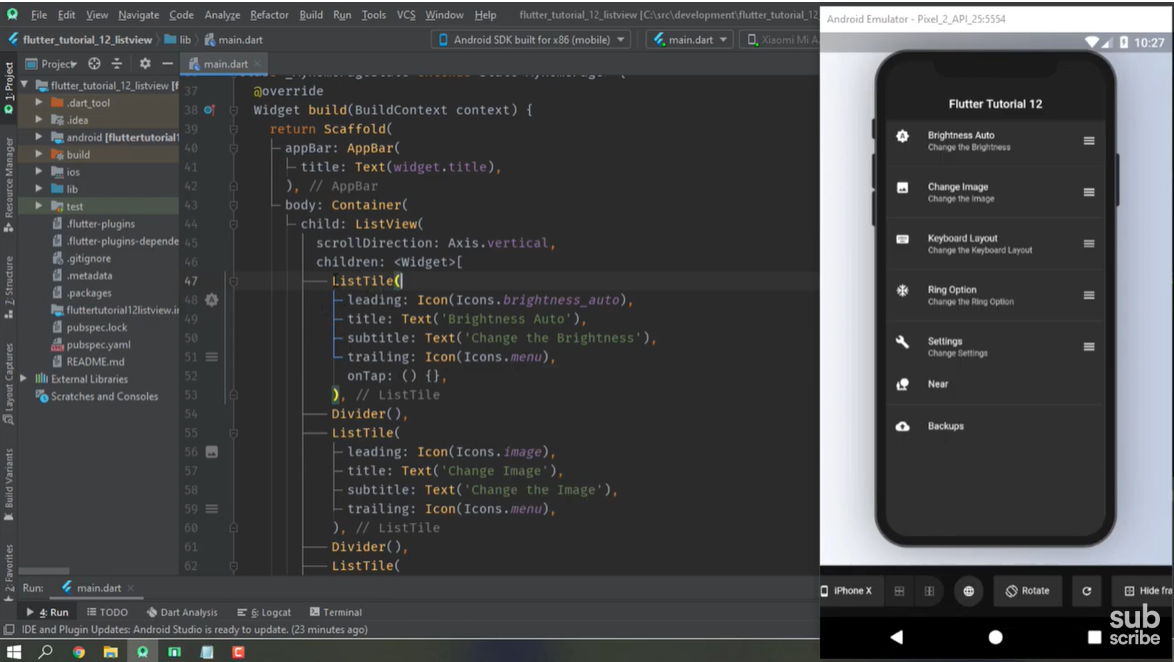 File Edit View Navigate Code Analyze Refactor Build Run Tools VCS Window Help flutter_tutorial_12_listview [C:\src\development\flutter_tutorial_12
Android Emulator - Pixel_2_API_25:5554
flutter_tutorial_12_listview lib main.dart
Android SDK built for x86 (mobile) main.dart Xiaomi Mi A
10:27
1: Project
Resource Manager
Z: Structure
Layout Captures
Build Variants
2: Favorites
Project
flutter_tutorial_12_listview [f
.dart_tool
.idea
android [fluttertutorial1
build
ios
lib
test
.flutter-plugins
.flutter-plugins-depende
.gitignore
.metadata
.packages
fluttertutorial12listview.in
pubspec.lock
pubspec.yaml
README.md
External Libraries
Scratches and Consoles
main.dart
37 @override
38 Widget build(BuildContext context) {
39 return Scaffold(
40 appBar: AppBar(
41 title: Text(widget.title),
42 ), // AppBar
43 body: Container(
44 child: ListView(
45 scrollDirection: Axis.vertical,
46 children: <Widget>[
47 ListTile(
48 leading: Icon(Icons.brightness_auto),
49 title: Text('Brightness Auto'),
50 subtitle: Text('Change the Brightness'),
51 trailing: Icon(Icons.menu),
52 onTap: () {},
53 ), // ListTile
54 Divider(),
55 ListTile(
56 leading: Icon(Icons.image),
57 title: Text('Change Image'),
58 subtitle: Text('Change the Image'),
59 trailing: Icon(Icons.menu),
60 ), // ListTile
61 Divider(),
62 ListTile(
Flutter Tutorial 12
Brightness Auto
Change the Brightness
Change Image
Change the Image
Keyboard Layout
Change the Keyboard Layout
Ring Option
Change the Ring Option
Settings
Change Settings
Near
Backups
Run: main.dart
iPhone X Rotate Hide fra
4: Run TODO Dart Analysis 6: Logcat Terminal
IDE and Plugin Updates: Android Studio is ready to update. (23 minutes ago)
sub
scribe